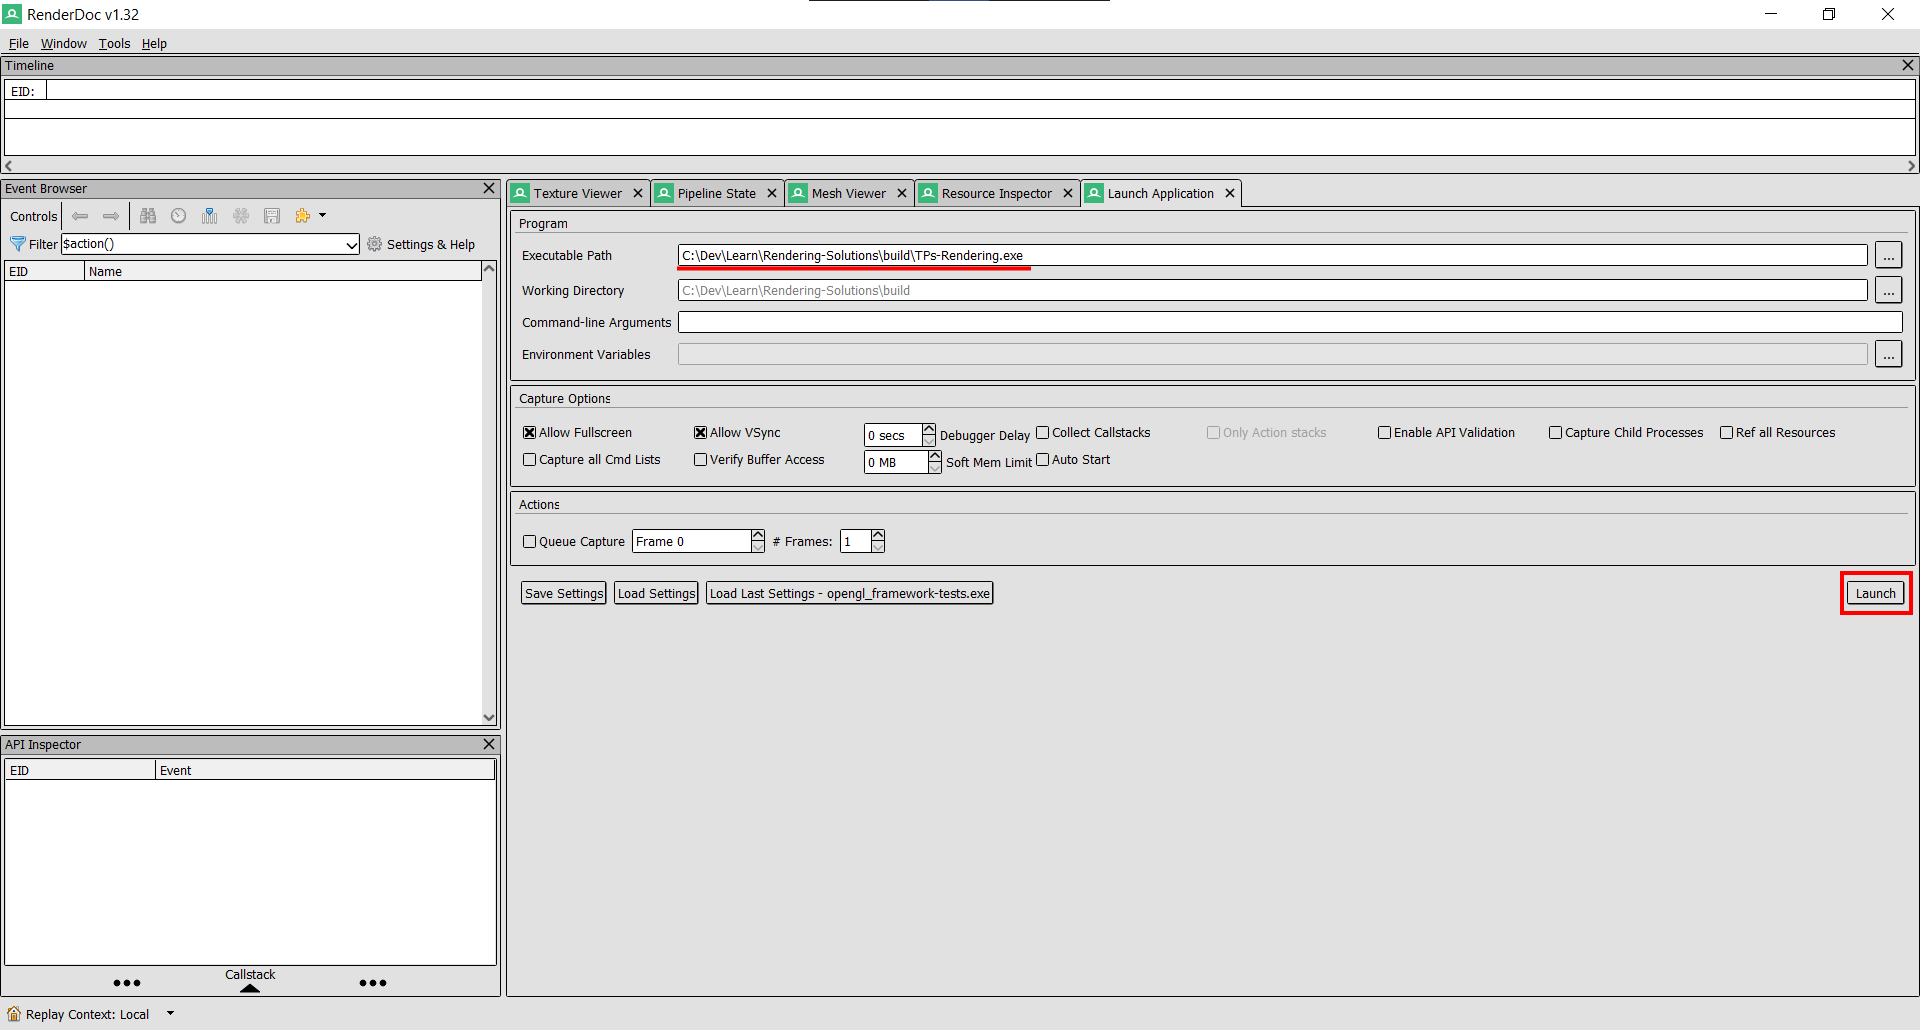 RenderDoc v1.32
File Window Tools Help
Timeline
EID:
Event Browser
Controls
Filter $action() Settings & Help
EID Name
API Inspector
EID Event
Callstack
Texture Viewer Pipeline State Mesh Viewer Resource Inspector Launch Application
Program
Executable Path C:\Dev\Learn\Rendering-Solutions\build\TPs-Rendering.exe ...
Working Directory C:\Dev\Learn\Rendering-Solutions\build ...
Command-line Arguments
Environment Variables ...
Capture Options
Allow Fullscreen Allow VSync 0 secs Debugger Delay Collect Callstacks Only Action stacks Enable API Validation Capture Child Processes Ref all Resources
Capture all Cmd Lists Verify Buffer Access 0 MB Soft Mem Limit Auto Start
Actions
Queue Capture Frame 0 # Frames: 1
Save Settings Load Settings Load Last Settings - opengl_framework-tests.exe Launch
Replay Context: Local